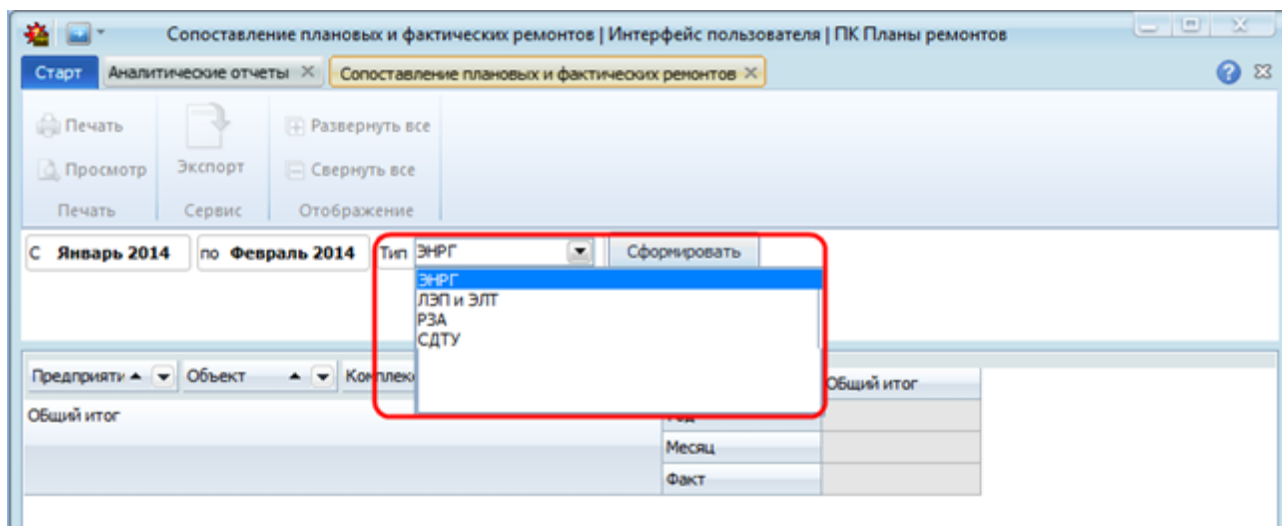 Сопоставление плановых и фактических ремонтов | Интерфейс пользователя | ПК Планы ремонтов
Старт Аналитические отчеты Сопоставление плановых и фактических ремонтов
Печать Развернуть все
Просмотр Экспорт Свернуть все
Печать Сервис Отображение
С Январь 2014 по Февраль 2014 Тип ЭНРГ Сформировать
ЭНРГ
ЛЭП и ЭЛТ
РЗА
СДТУ
Предприяти Объект Комплек Общий итог
Общий итог
Месяц
Факт